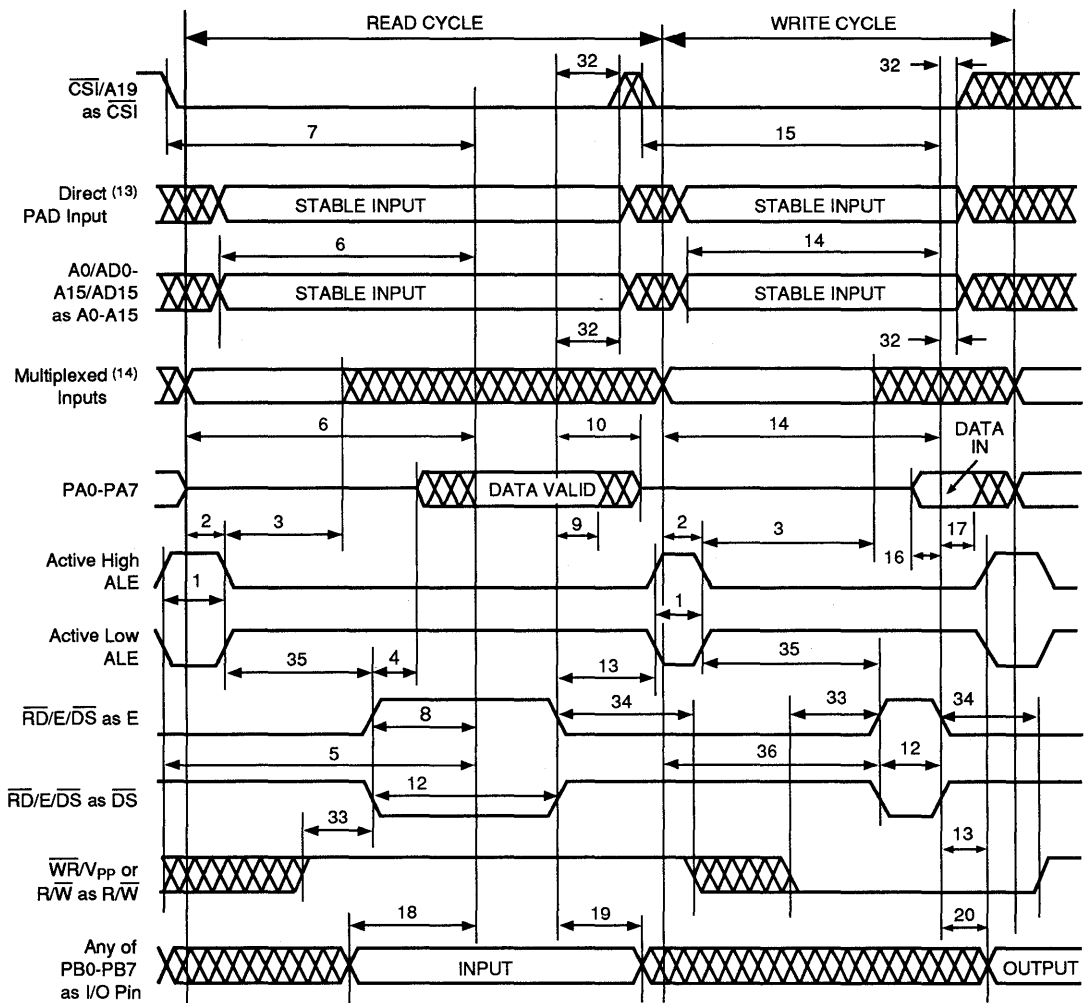 READ CYCLE
WRITE CYCLE
32
32
CSI/A19
as CSI
7
15
Direct (13)
PAD Input
STABLE INPUT
STABLE INPUT
6
14
A0/AD0-
A15/AD15
as A0-A15
STABLE INPUT
STABLE INPUT
32
32
Multiplexed (14)
Inputs
6
10
14
DATA
IN
PA0-PA7
DATA VALID
2
3
9
2
3
16
17
Active High
ALE
1
1
Active Low
ALE
35
4
13
35
RD/E/DS as E
8
34
33
34
5
36
12
RD/E/DS as DS
12
33
13
WR/VPP or
R/W as R/W
18
19
20
Any of
PB0-PB7
as I/O Pin
INPUT
OUTPUT